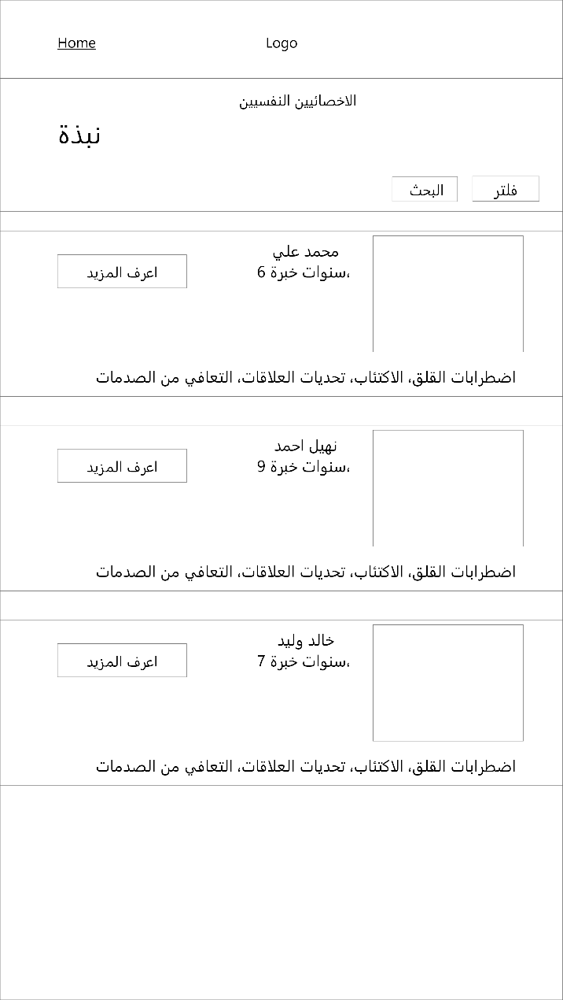 Home
Logo
الاخصائيين النفسيين
نبذة
فلتر
البحث
محمد علي
6 سنوات خبرة،
اعرف المزيد
اضطرابات القلق، الاكتئاب، تحديات العلاقات، التعافي من الصدمات
نهيل احمد
9 سنوات خبرة،
اعرف المزيد
اضطرابات القلق، الاكتئاب، تحديات العلاقات، التعافي من الصدمات
خالد وليد
7 سنوات خبرة،
اعرف المزيد
اضطرابات القلق، الاكتئاب، تحديات العلاقات، التعافي من الصدمات